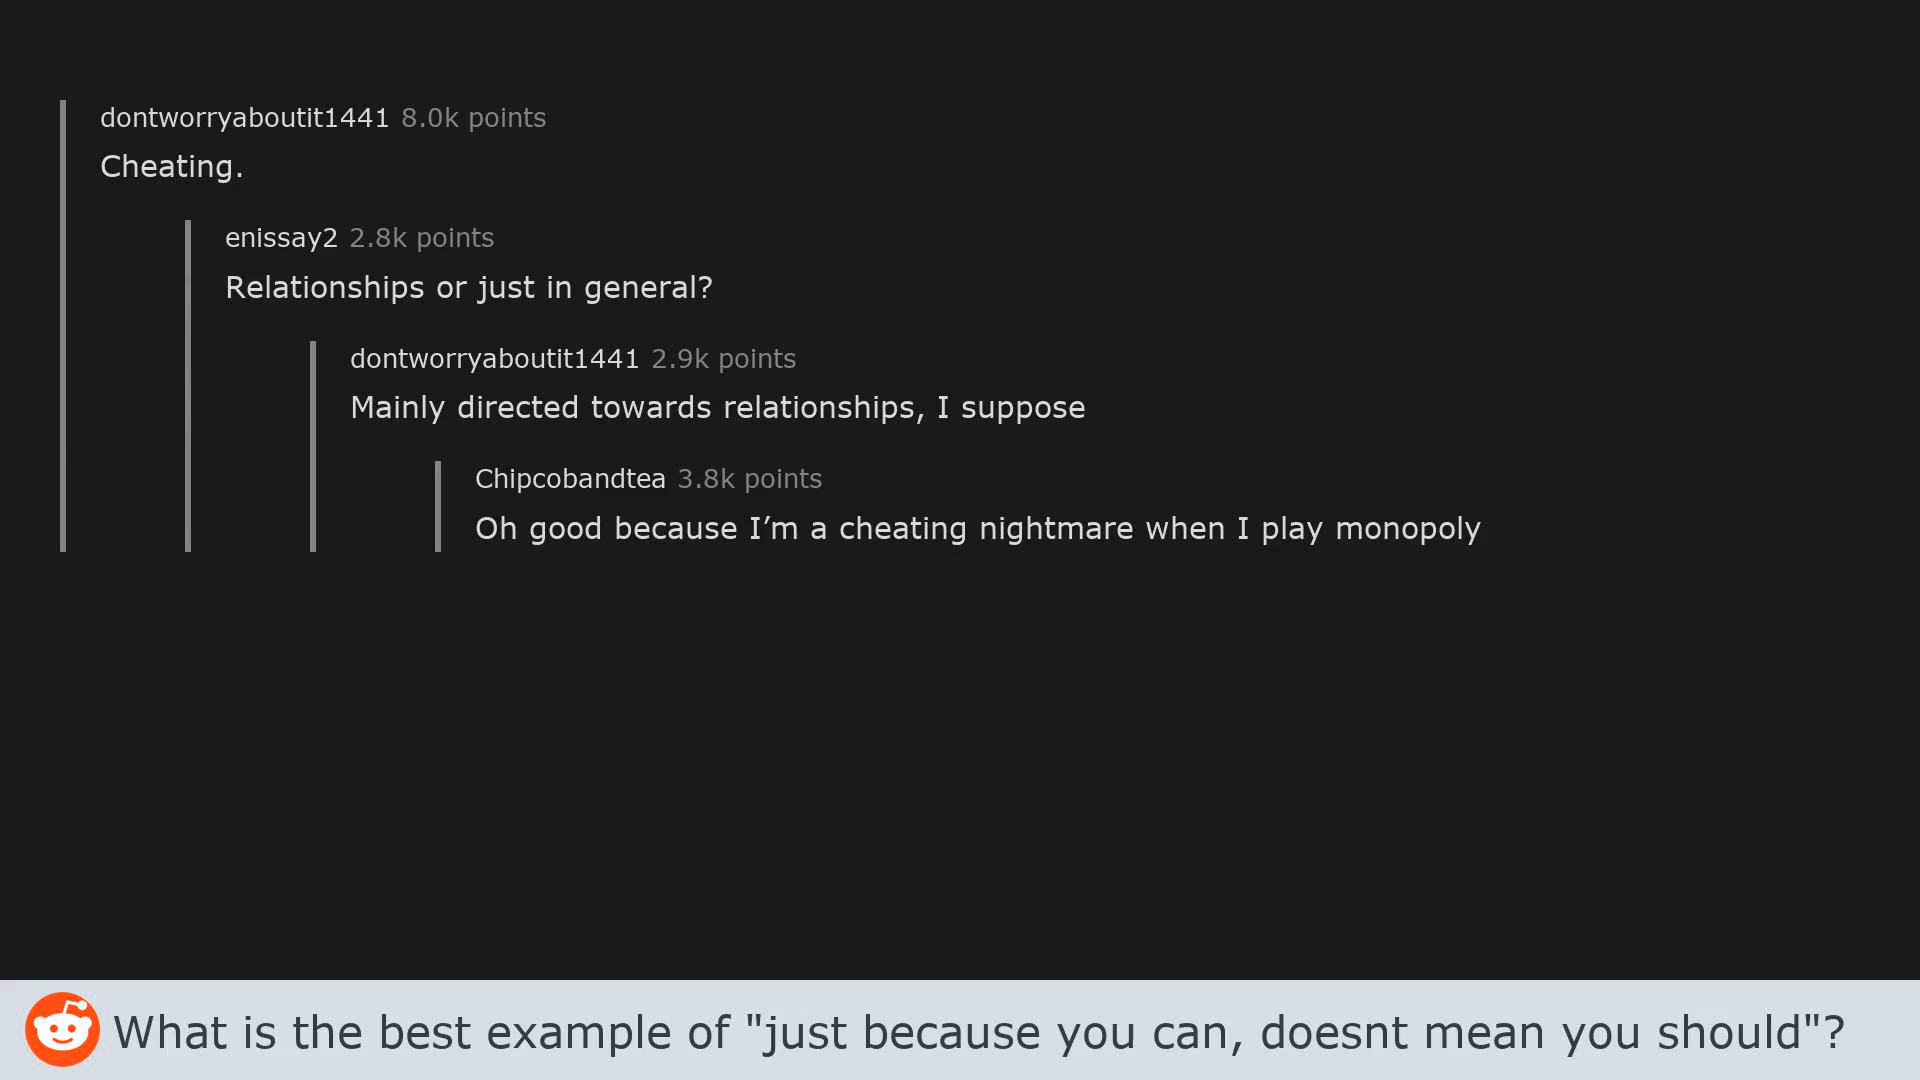 dontworryaboutit1441 8.0k points
Cheating.
enissay2 2.8k points
Relationships or just in general?
dontworryaboutit1441 2.9k points
Mainly directed towards relationships, I suppose
Chipcobandtea 3.8k points
Oh good because I’m a cheating nightmare when I play monopoly
What is the best example of "just because you can, doesnt mean you should"?